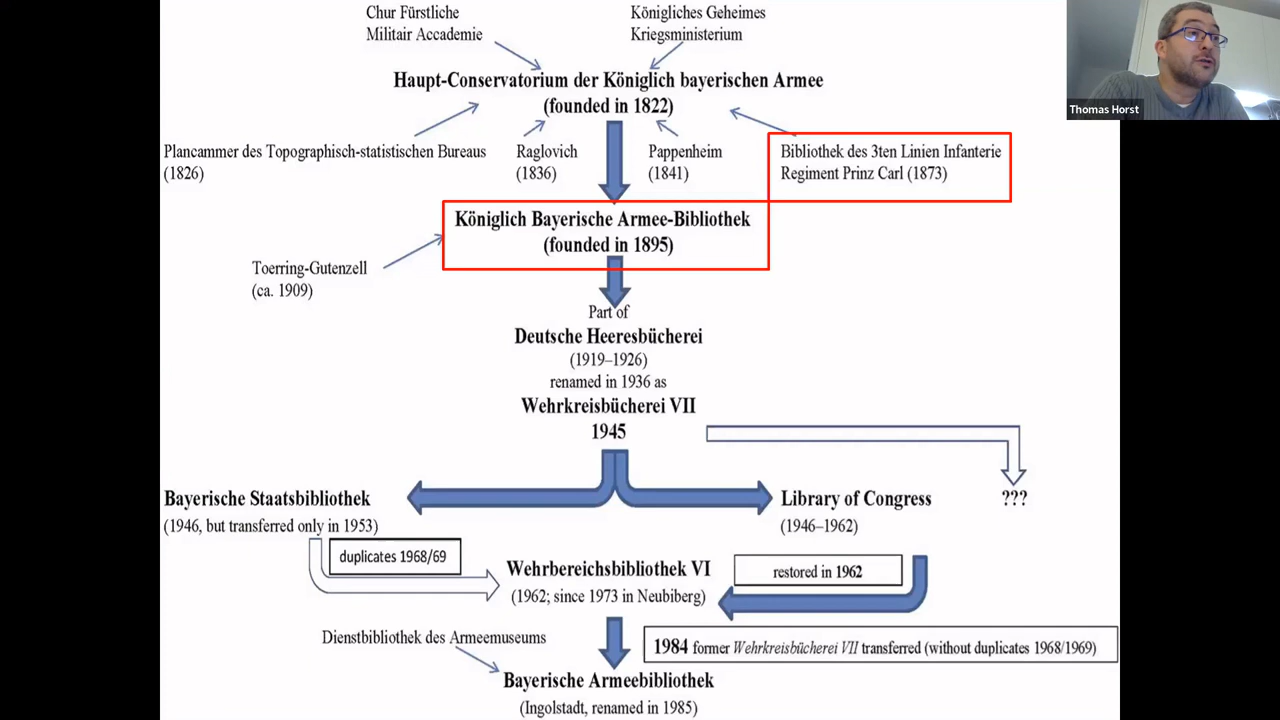 Chur Fürstliche
Militair Accademie
Königliches Geheimes
Kriegsministerium
Thomas Horst
Haupt-Conservatorium der Königlich bayerischen Armee
(founded in 1822)
Plancammer des Topographisch-statistischen Bureaus
(1826)
Raglovich
(1836)
Pappenheim
(1841)
Bibliothek des 3ten Linien Infanterie
Regiment Prinz Carl (1873)
Königlich Bayerische Armee-Bibliothek
(founded in 1895)
Toerring-Gutenzell
(ca. 1909)
Part of
Deutsche Heeresbücherei
(1919–1926)
renamed in 1936 as
Wehrkreisbücherei VII
1945
Bayerische Staatsbibliothek
(1946, but transferred only in 1953)
Library of Congress
(1946–1962)
???
duplicates 1968/69
Wehrbereichsbibliothek VI
(1962; since 1973 in Neubiberg)
restored in 1962
Dienstbibliothek des Armeemuseums
1984 former Wehrkreisbücherei VII transferred (without duplicates 1968/1969)
Bayerische Armeebibliothek
(Ingolstadt, renamed in 1985)